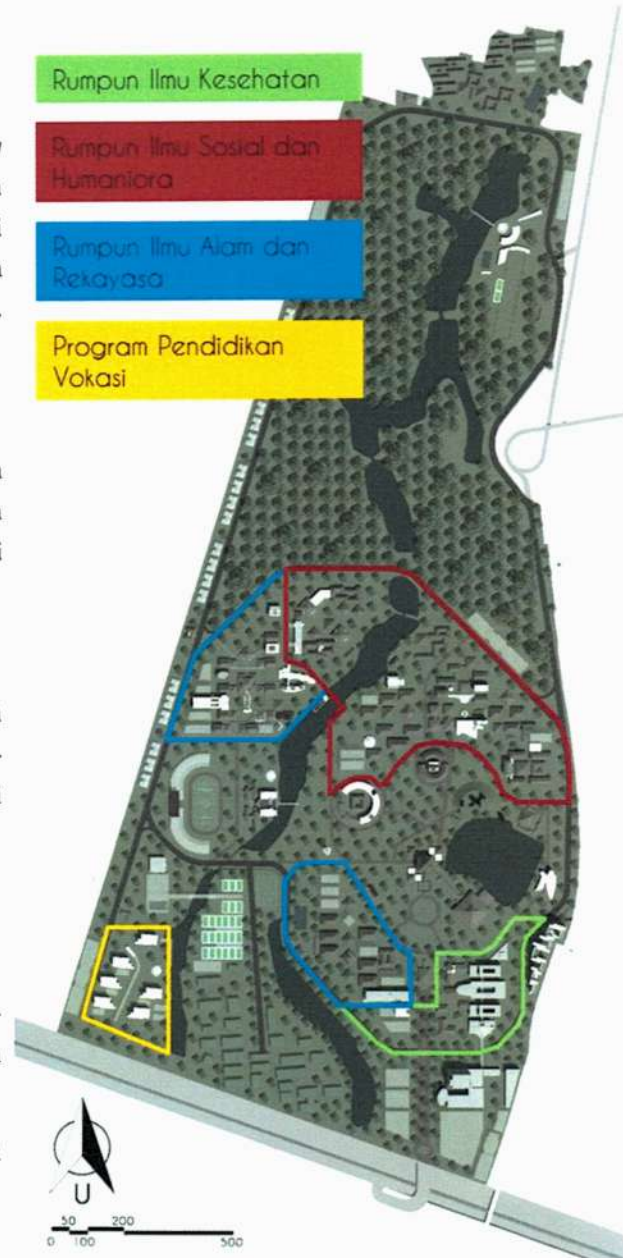 Rumpun Ilmu Kesehatan
Rumpun Ilmu Sosial dan
Humaniora
Rumpun Ilmu Alam dan
Rekayasa
Program Pendidikan
Vokasi
U
50 200
0 100 500